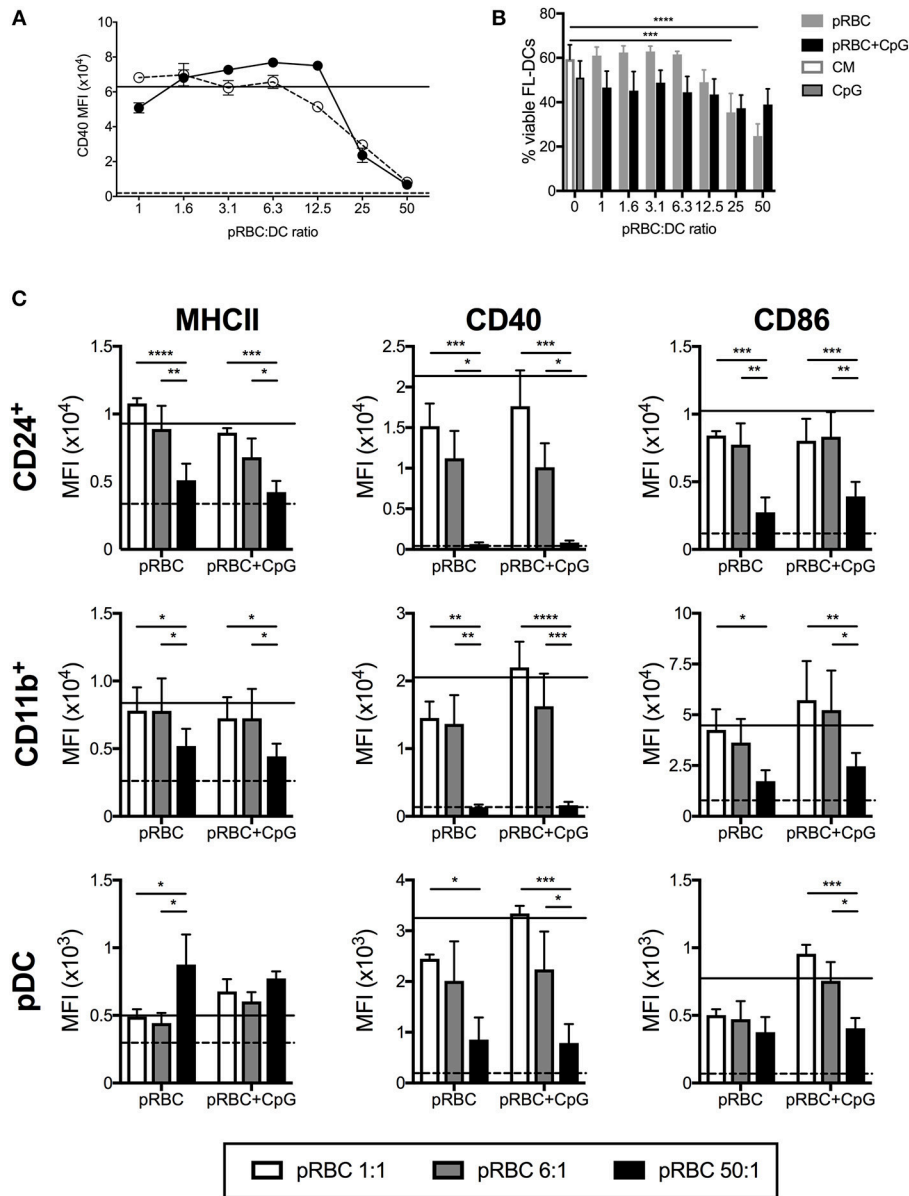 A
CD40 MFI (x10⁴)
10
8
6
4
2
0
1 1.6 3.1 6.3 12.5 25 50
pRBC:DC ratio
B
**** 
***
% viable FL-DCs
80
60
40
20
0
0 1 1.6 3.1 6.3 12.5 25 50
pRBC:DC ratio
pRBC
pRBC+CpG
CM
CpG
C
MHCII CD40 CD86
CD24⁺
MFI (x10⁴)
1.5
1
0.5
0
**** ** *** *
pRBC pRBC+CpG
MFI (x10⁴)
2.5
2
1.5
1
0.5
0
*** * *** *
pRBC pRBC+CpG
MFI (x10⁴)
1.5
1
0.5
0
*** ** *** **
pRBC pRBC+CpG
CD11b⁺
MFI (x10⁴)
1.5
1
0.5
0
* * * *
pRBC pRBC+CpG
MFI (x10⁴)
3
2
1
0
** ** **** ***
pRBC pRBC+CpG
MFI (x10⁴)
10
7.5
5
2.5
0
* ** *
pRBC pRBC+CpG
pDC
MFI (x10³)
1.5
1
0.5
0
* *
pRBC pRBC+CpG
MFI (x10³)
4
3
2
1
0
* *** *
pRBC pRBC+CpG
MFI (x10³)
1.5
1
0.5
0
*** *
pRBC pRBC+CpG
pRBC 1:1 pRBC 6:1 pRBC 50:1